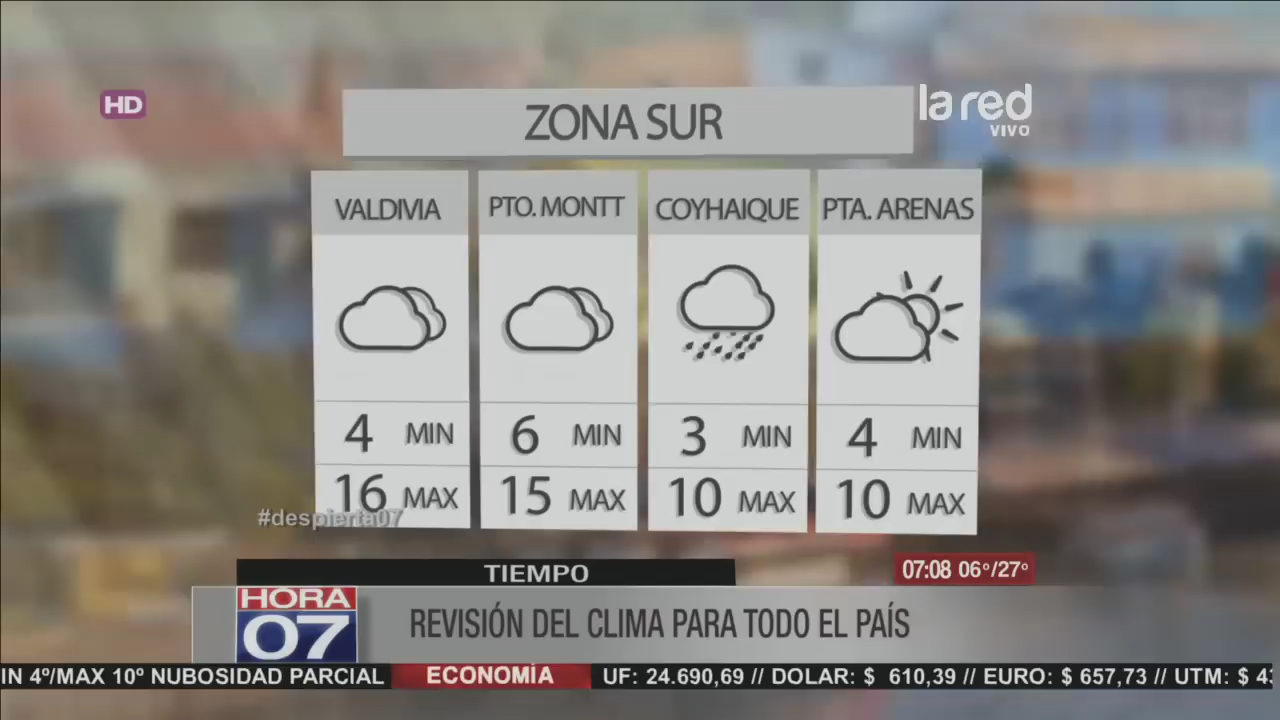 HD
la red
VIVO
ZONA SUR
VALDIVIA
4 MIN
16 MAX
PTO. MONTT
6 MIN
15 MAX
COYHAIQUE
3 MIN
10 MAX
PTA. ARENAS
4 MIN
10 MAX
#despierta07
TIEMPO
07:08 06°/27°
HORA
07
REVISIÓN DEL CLIMA PARA TODO EL PAÍS
IN 4º/MAX 10º NUBOSIDAD PARCIAL
ECONOMÍA
UF: 24.690,69 // DOLAR: $ 610,39 // EURO: $ 657,73 // UTM: $